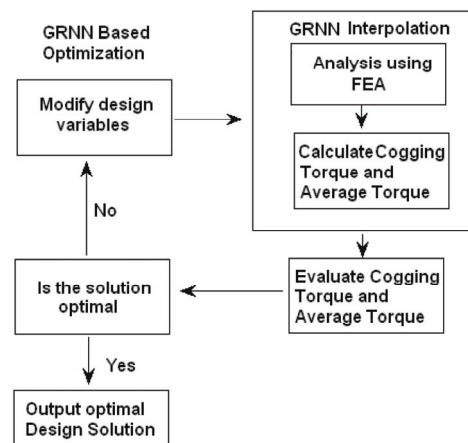 GRNN Based
Optimization
Modify design
variables
No
Is the solution
optimal
Yes
Output optimal
Design Solution
GRNN Interpolation
Analysis using
FEA
Calculate Cogging
Torque and
Average Torque
Evaluate Cogging
Torque and
Average Torque